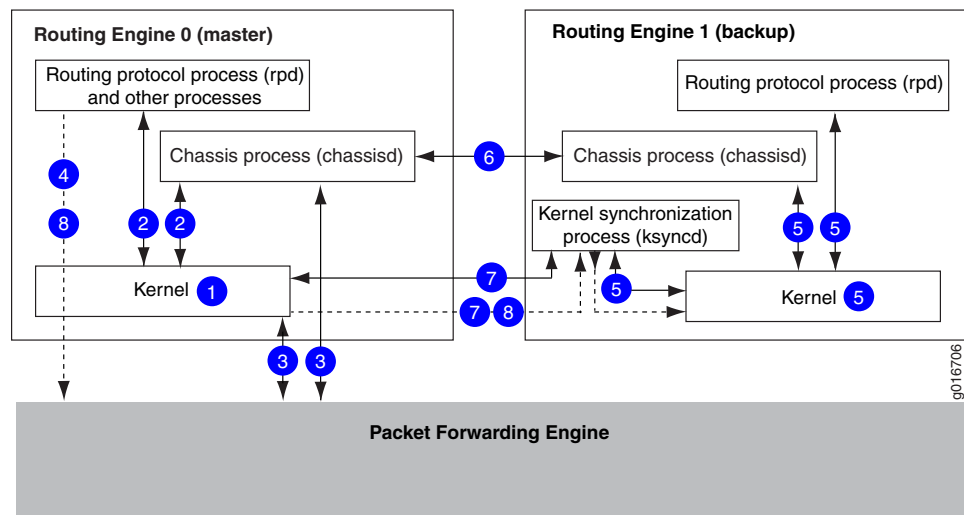 Routing Engine 0 (master)
Routing protocol process (rpd)
and other processes
Chassis process (chassisd)
4
8
2
2
Kernel 1
3
3
6
7
7 8
Routing Engine 1 (backup)
Routing protocol process (rpd)
Chassis process (chassisd)
Kernel synchronization
process (ksyncd)
5
5
5
Kernel 5
g016706
Packet Forwarding Engine